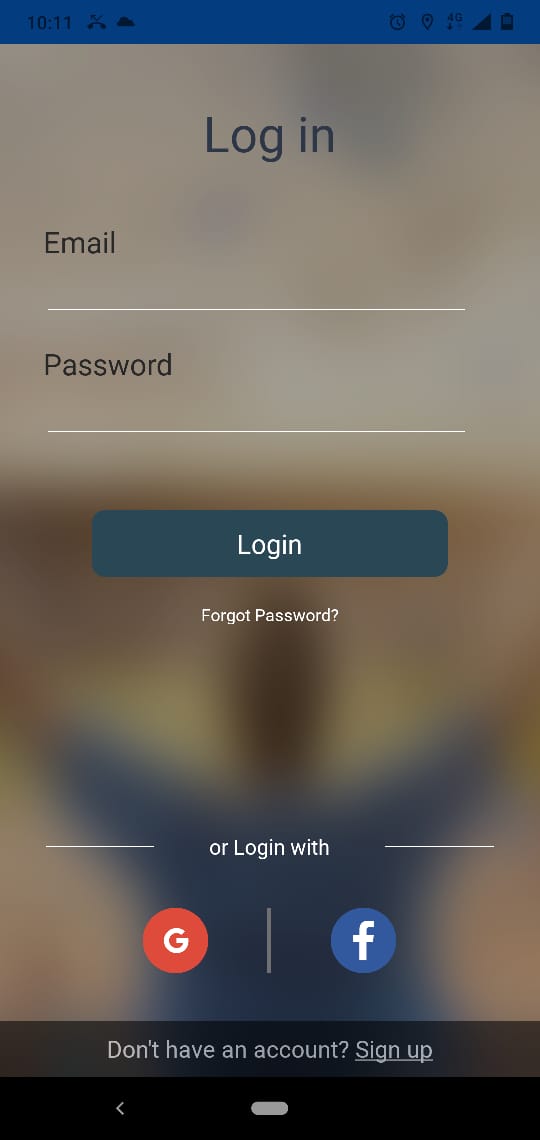 10:11
4G
Log in
Email
Password
Login
Forgot Password?
or Login with
G
f
Don't have an account? Sign up